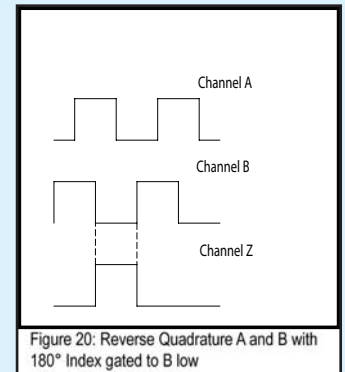 Channel A
Channel B
Channel Z
Figure 20: Reverse Quadrature A and B with
180° Index gated to B low